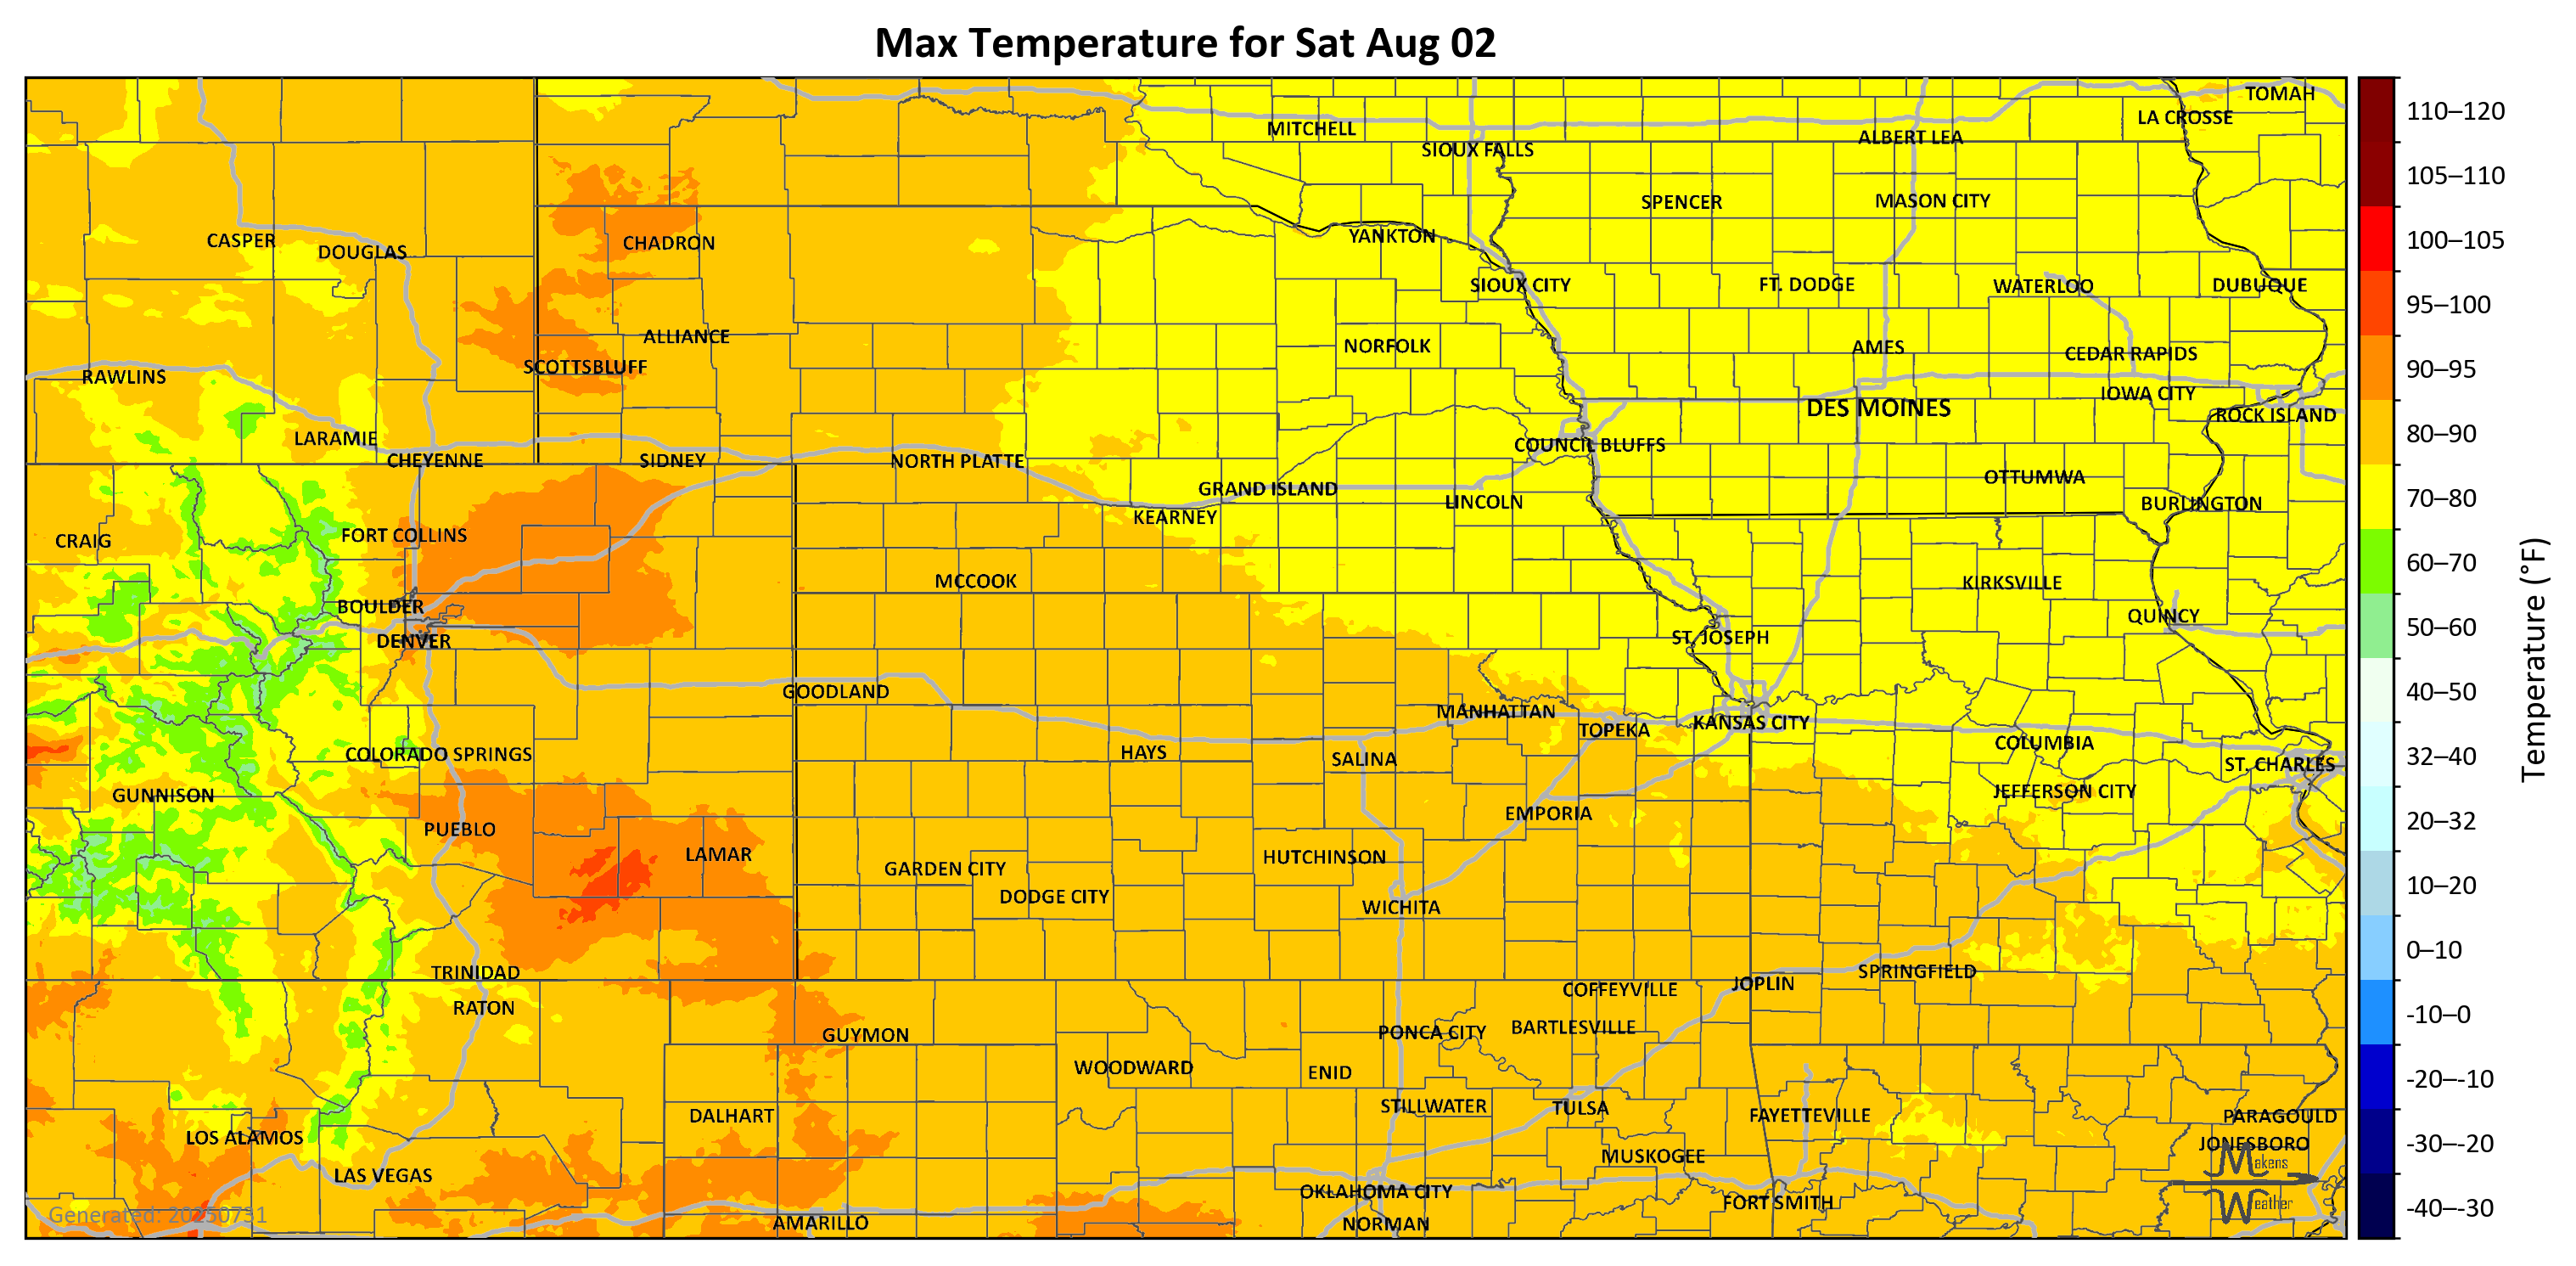 Max Temperature for Sat Aug 02
TOMAH
LA CROSSE
MITCHELL
ALBERT LEA
SIOUX FALLS
SPENCER
MASON CITY
CASPER
DOUGLAS
CHADRON
YANKTON
SIOUX CITY
FT. DODGE
WATERLOO
DUBUQUE
ALLIANCE
NORFOLK
AMES
CEDAR RAPIDS
SCOTTSBLUFF
RAWLINS
IOWA CITY
DES MOINES
ROCK ISLAND
LARAMIE
COUNCIL BLUFFS
CHEYENNE
SIDNEY
NORTH PLATTE
OTTUMWA
GRAND ISLAND
LINCOLN
BURLINGTON
KEARNEY
CRAIG
FORT COLLINS
MCCOOK
KIRKSVILLE
BOULDER
QUINCY
DENVER
ST. JOSEPH
GOODLAND
MANHATTAN
KANSAS CITY
TOPEKA
COLUMBIA
COLORADO SPRINGS
HAYS
SALINA
ST. CHARLES
GUNNISON
JEFFERSON CITY
EMPORIA
PUEBLO
LAMAR
HUTCHINSON
GARDEN CITY
DODGE CITY
WICHITA
TRINIDAD
SPRINGFIELD
JOPLIN
COFFEYVILLE
RATON
BARTLESVILLE
PONCA CITY
GUYMON
WOODWARD
ENID
STILLWATER
TULSA
DALHART
FAYETTEVILLE
PARAGOULD
LOS ALAMOS
JONESBORO
MUSKOGEE
LAS VEGAS
OKLAHOMA CITY
FORT SMITH
AMARILLO
NORMAN
Makens
Weather
Generated: 20250731
110–120
105–110
100–105
95–100
90–95
80–90
70–80
60–70
50–60
40–50
32–40
20–32
10–20
0–10
-10–0
-20–-10
-30–-20
-40–-30
Temperature (°F)